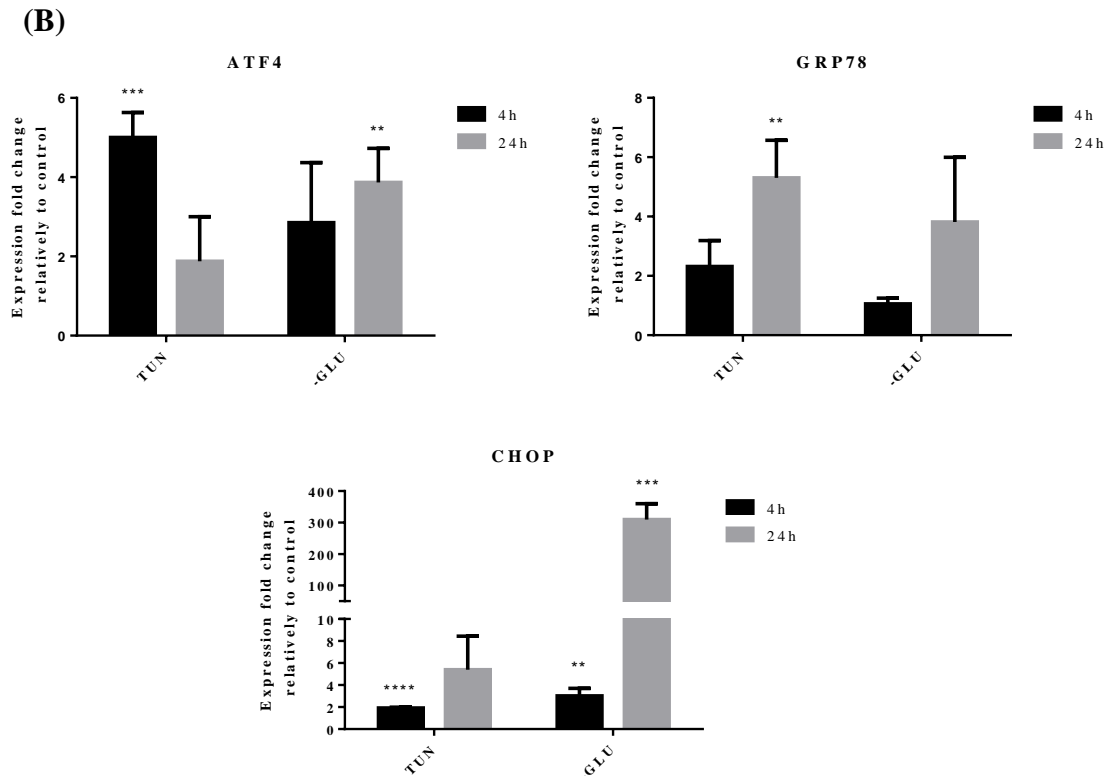 (B)
ATF4
Expression fold change
relatively to control
6
4
2
0
***
**
TUN
-GLU
4h
24h
GRP78
Expression fold change
relatively to control
8
6
4
2
0
**
TUN
-GLU
4h
24h
CHOP
Expression fold change
relatively to control
400
300
200
100
10
8
6
4
2
0
****
**
***
TUN
GLU
4h
24h